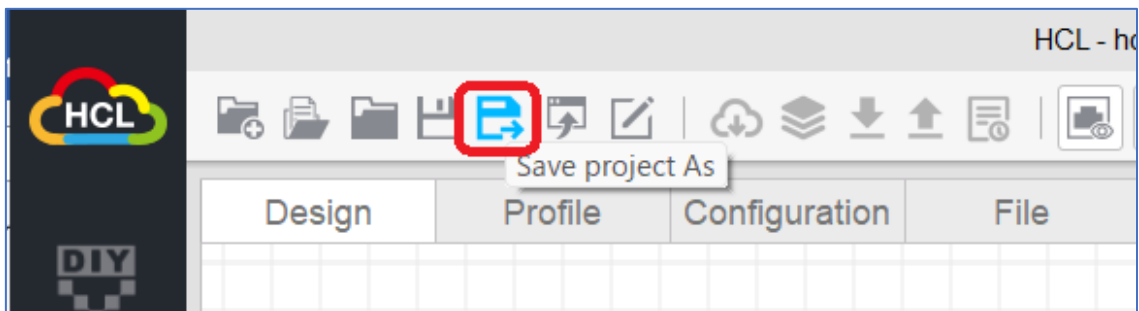 HCL - h
HCL
Save project As
Design Profile Configuration File
DIY